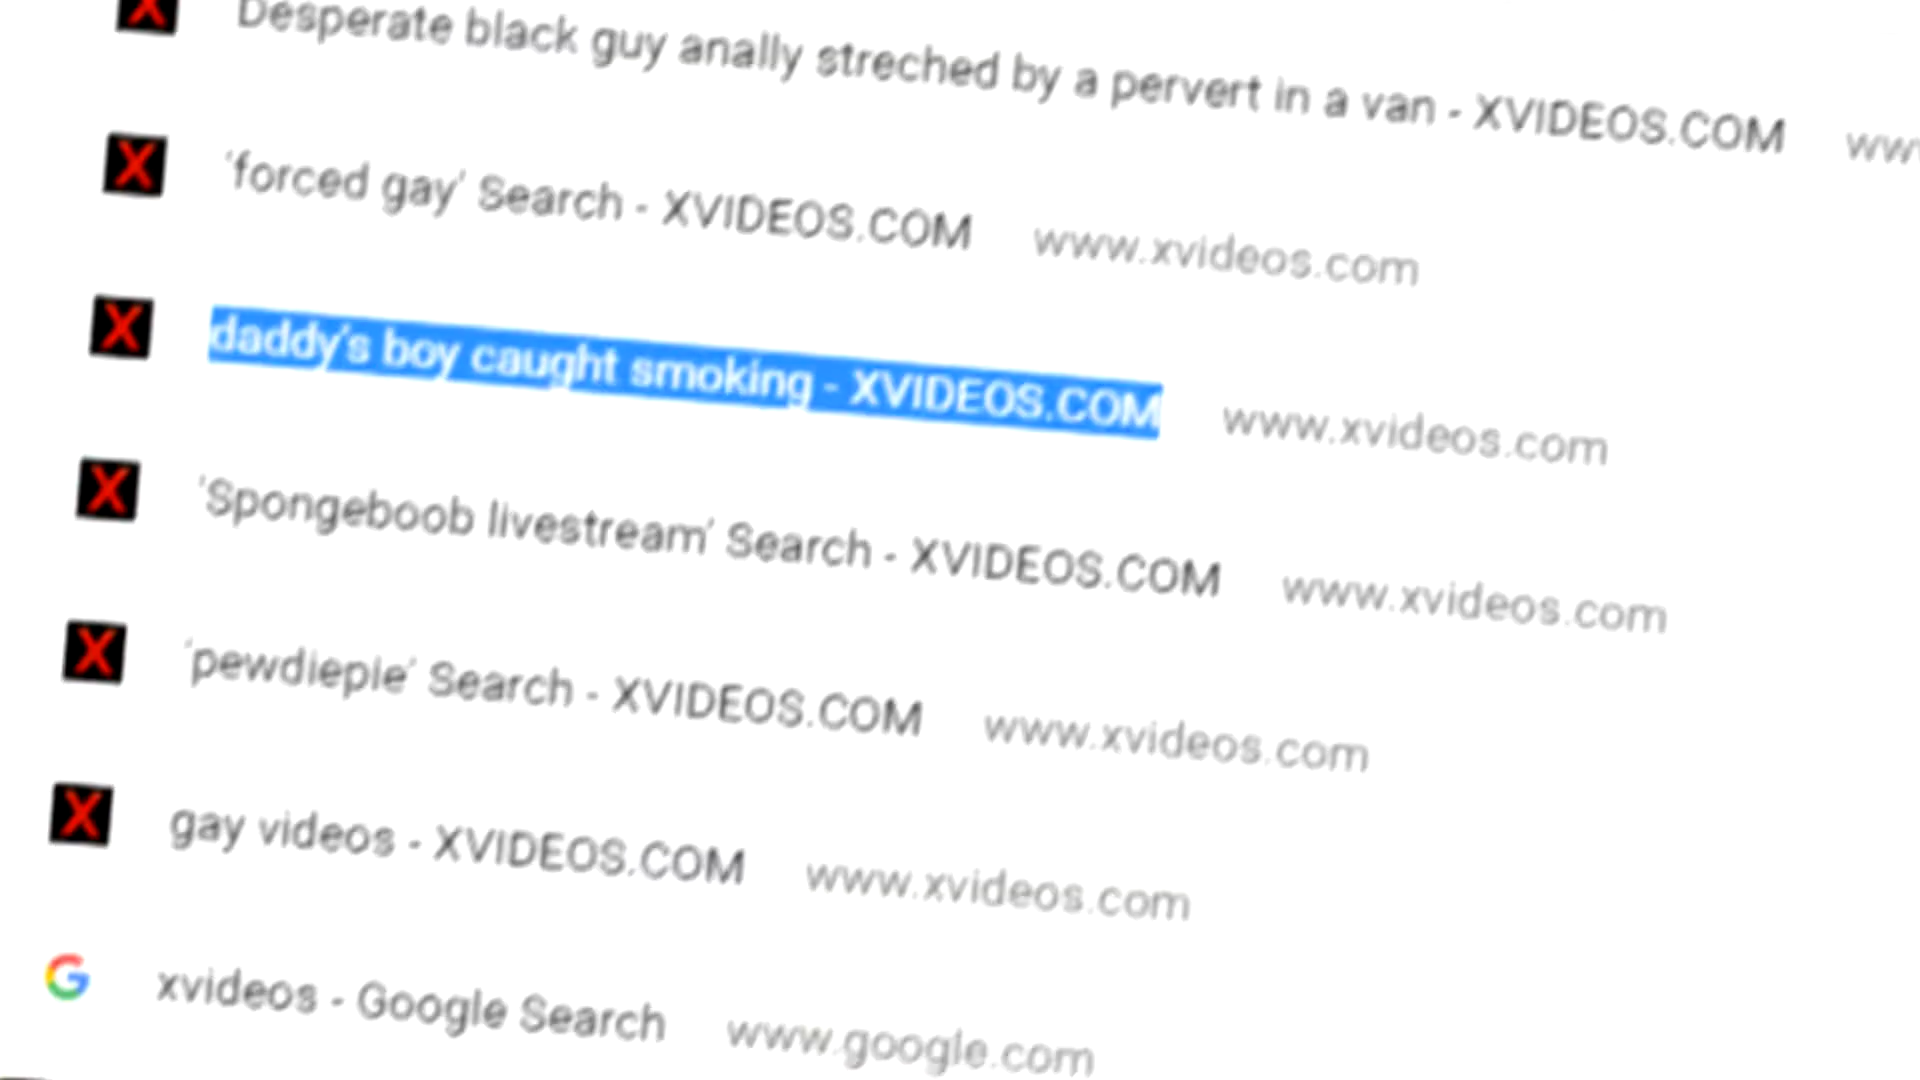 Desperate black guy anally streched by a pervert in a van - XVIDEOS.COM
'forced gay' Search - XVIDEOS.COM www.xvideos.com
daddy's boy caught smoking - XVIDEOS.COM www.xvideos.com
'Spongeboob livestream' Search - XVIDEOS.COM www.xvideos.com
'pewdiepie' Search - XVIDEOS.COM www.xvideos.com
gay videos - XVIDEOS.COM www.xvideos.com
xvideos - Google Search www.google.com